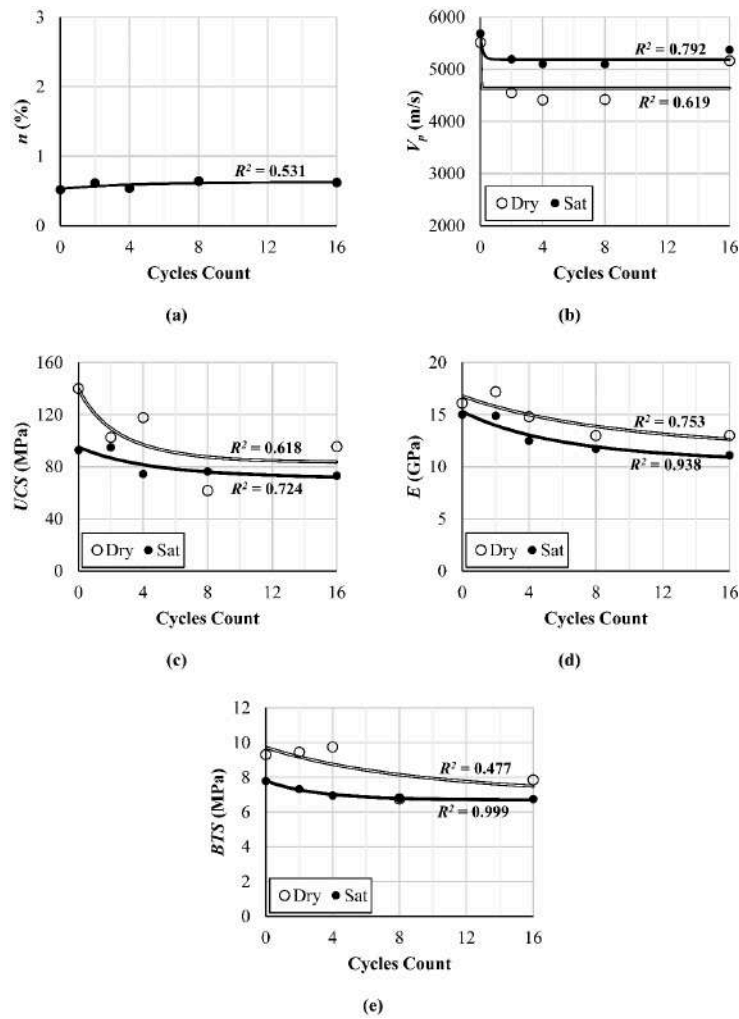 3
2
n (%)
1
R² = 0.531
0
0 4 8 12 16
Cycles Count
(a)
6000
R² = 0.792
5000
Vp (m/s)
4000
R² = 0.619
3000
Dry Sat
2000
0 4 8 12 16
Cycles Count
(b)
160
120
UCS (MPa)
80
R² = 0.618
R² = 0.724
40
Dry Sat
0
0 4 8 12 16
Cycles Count
(c)
20
15
E (GPa)
R² = 0.753
10
R² = 0.938
5
Dry Sat
0
0 4 8 12 16
Cycles Count
(d)
12
10
8
R² = 0.477
BTS (MPa)
6
R² = 0.999
4
2
Dry Sat
0
0 4 8 12 16
Cycles Count
(e)